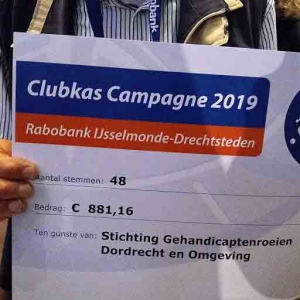 Clubkas Campagne 2019
Rabobank IJsselmonde-Drechtsteden
Aantal stemmen: 48
Bedrag: € 881,16
Ten gunste van: Stichting Gehandicaptenroeien
Dordrecht en Omgeving